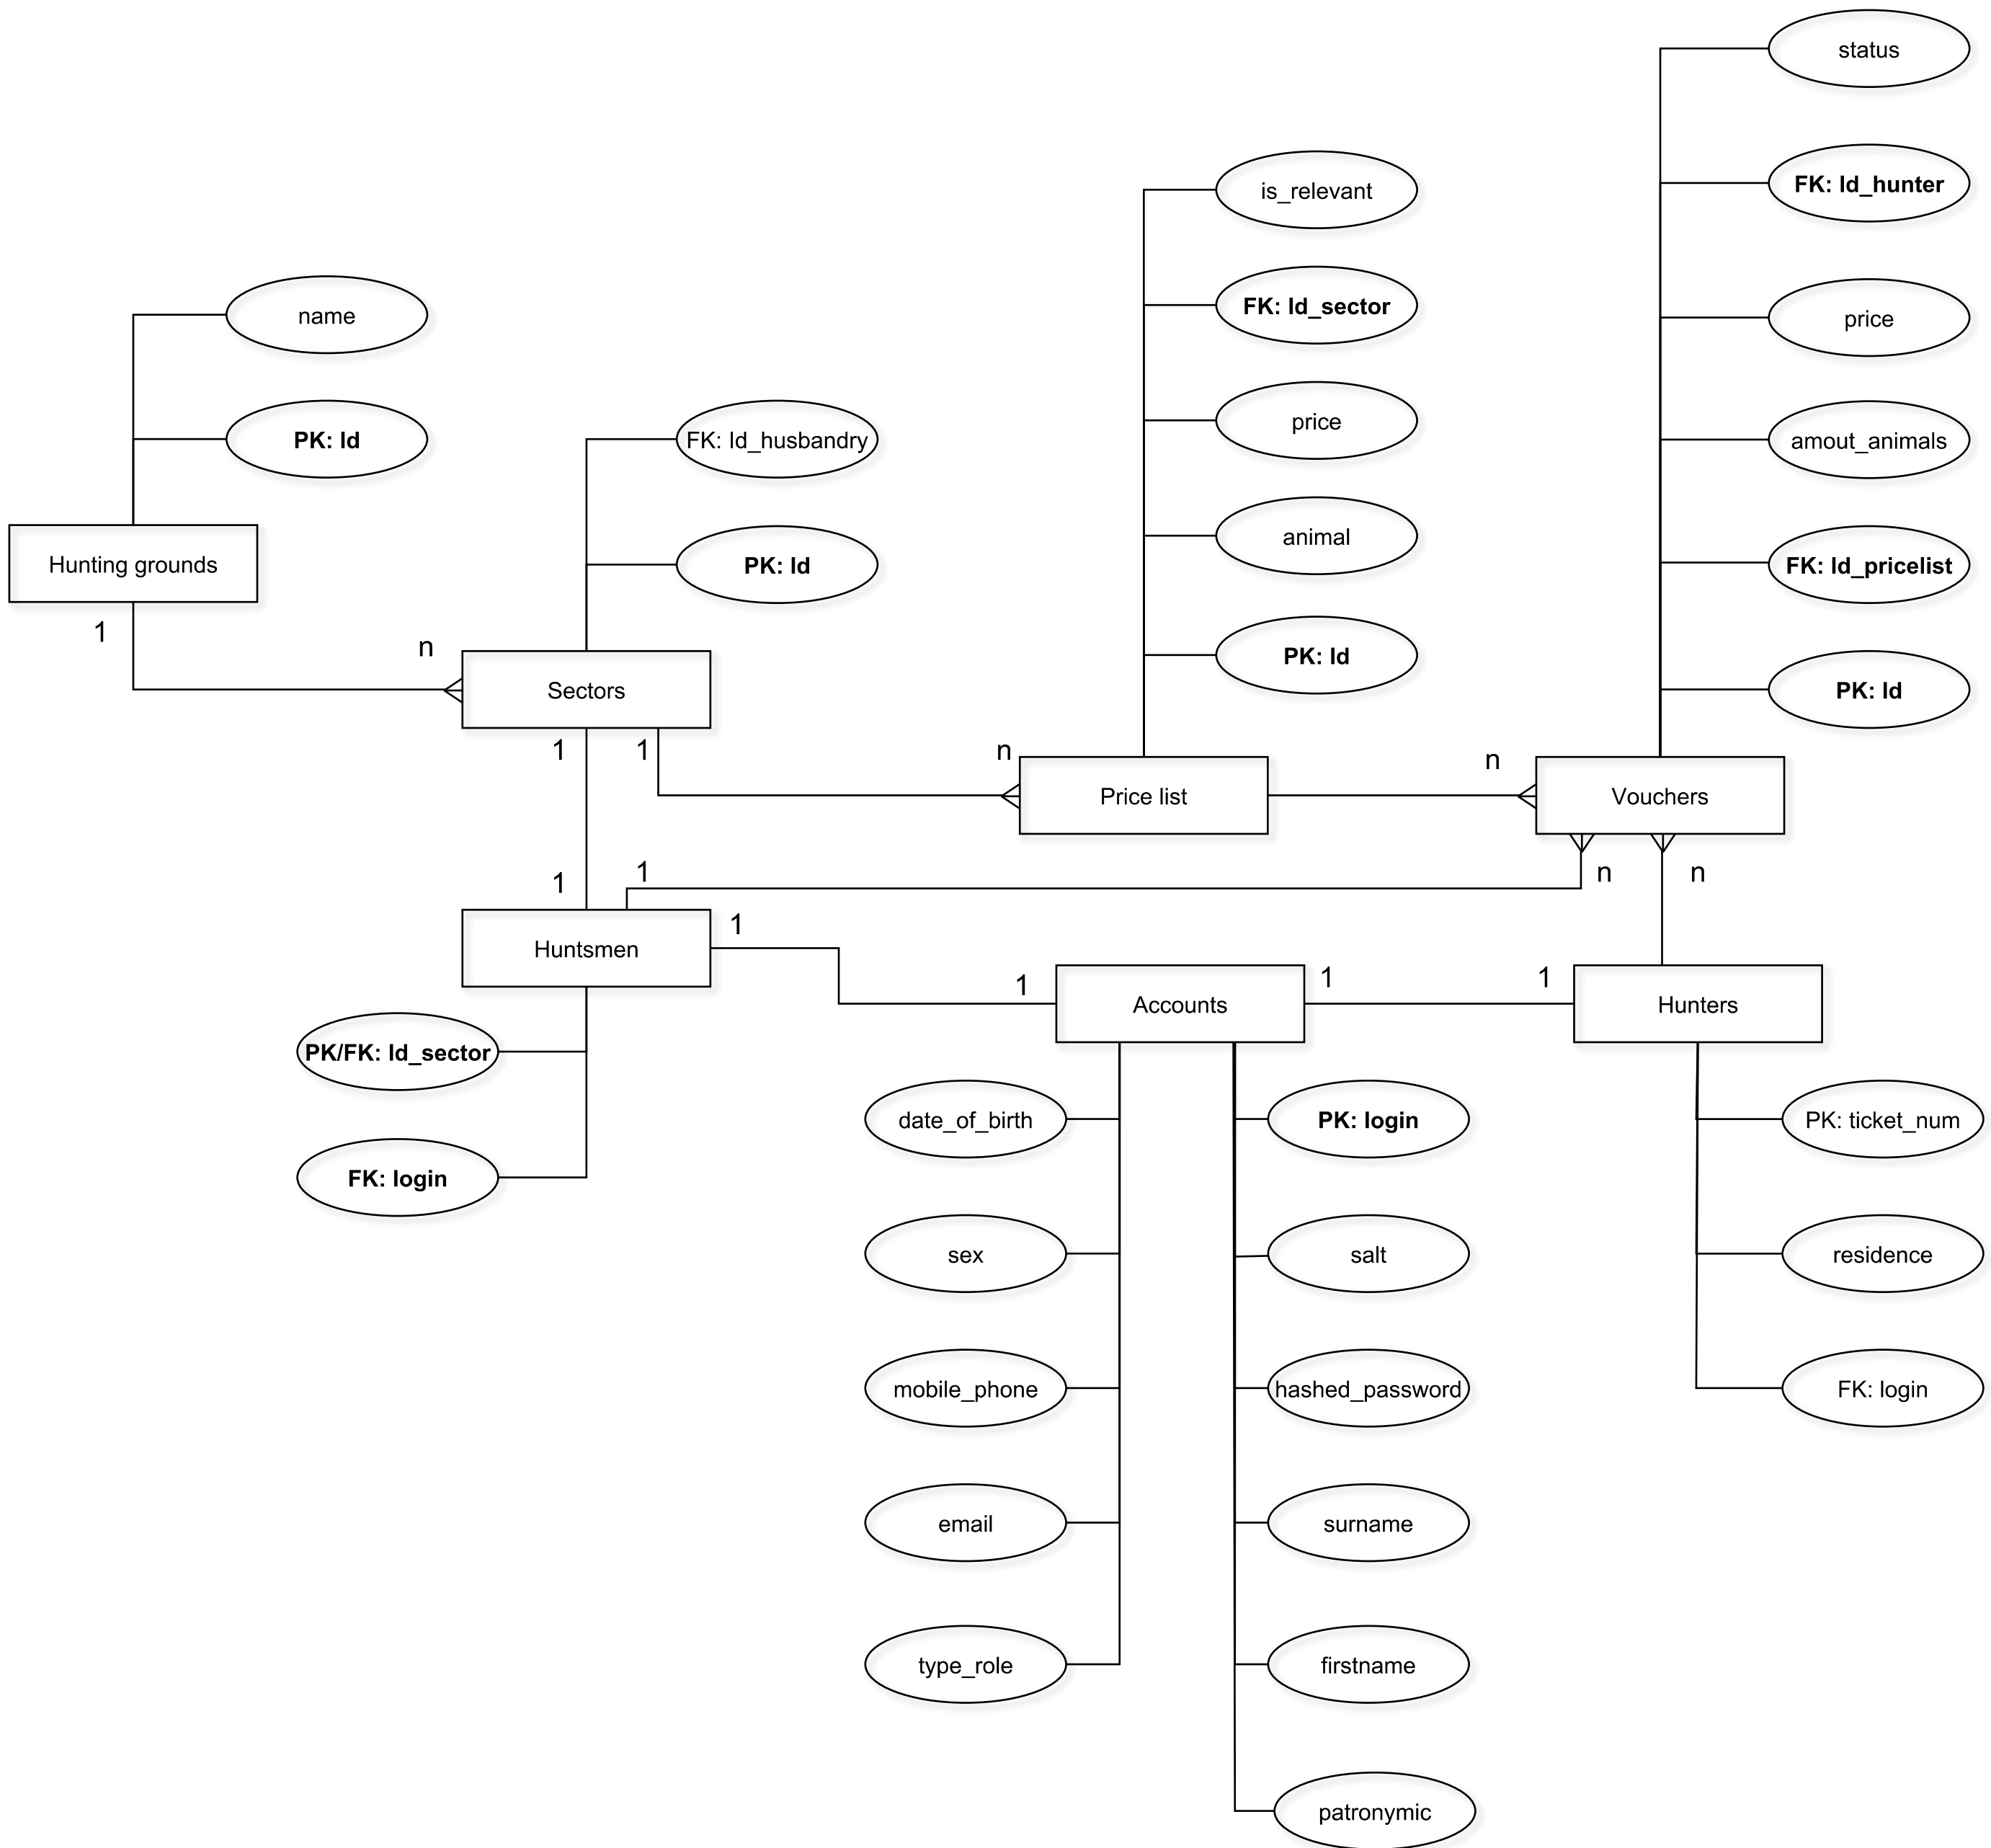 status
is_relevant
FK: Id_hunter
name
FK: Id_sector
price
price
FK: Id_husbandry
amout_animals
PK: Id
animal
FK: Id_pricelist
PK: Id
Hunting grounds
PK: Id
PK: Id
1
n
Sectors
1
1
n
n
Price list
Vouchers
1
1
n
n
Huntsmen
1
1
Accounts
1
1
Hunters
PK/FK: Id_sector
FK: login
date_of_birth
PK: login
PK: ticket_num
sex
salt
residence
mobile_phone
hashed_password
FK: login
email
surname
type_role
firstname
patronymic